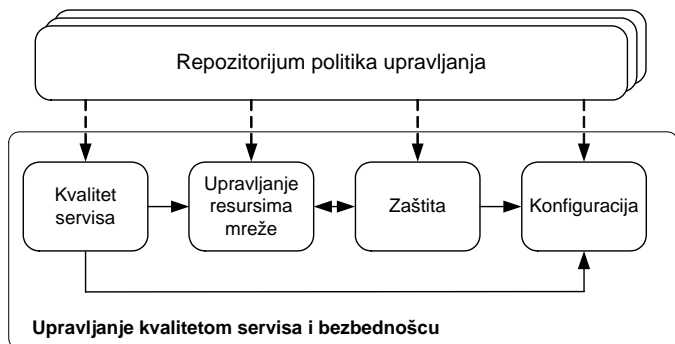 Repozitorijum politika upravljanja
Kvalitet
servisa
Upravljanje
resursima
mreže
Zaštita
Konfiguracija
Upravljanje kvalitetom servisa i bezbednošcu